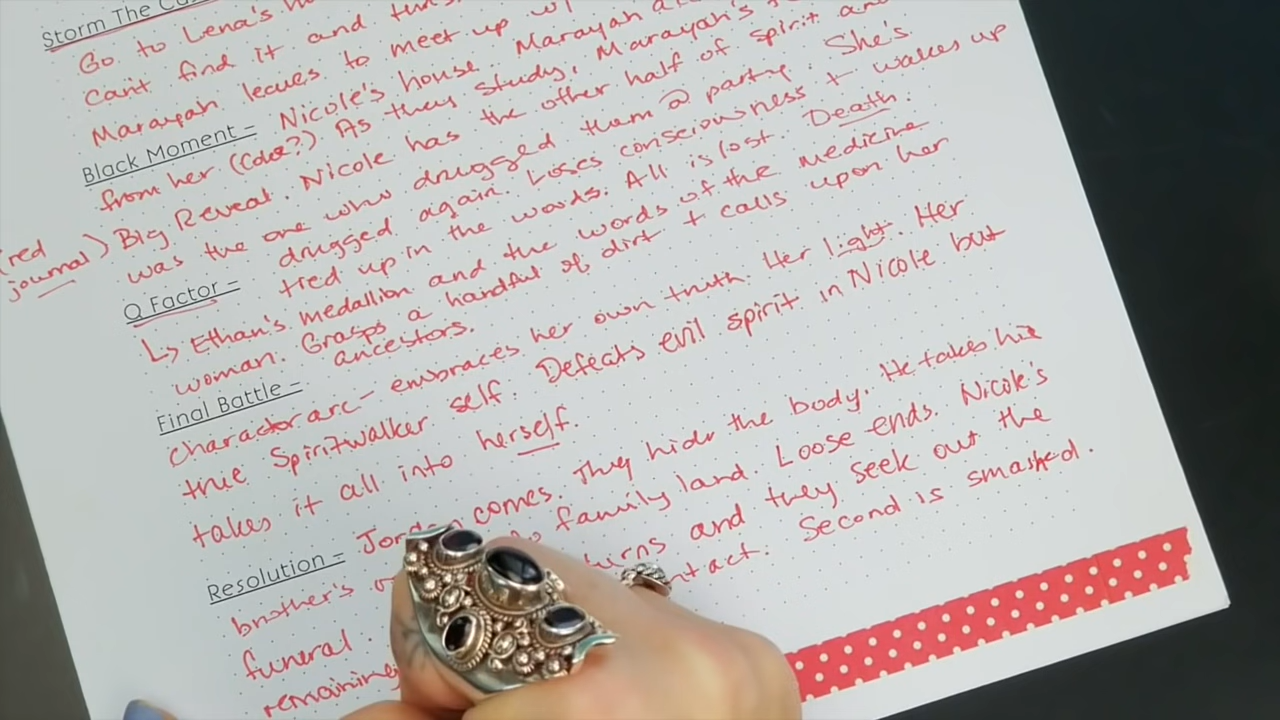 Storm The
Go to Lena's
can't find it and
Marayah leaves to meet up
Black Moment - Nicole's house. Marayah
from her (Cole?) As they study, Marayah's
Big Reveal. Nicole has the other half of spirit and
(red journal)
was the one who drugged them @ a party. She's
drugged again. Loses consciousness + wakes up
tied up in the words. All is lost. Death.
Q Factor -
↳ Ethan's medallion and the words of the medicine
woman. Grasps a handful of dirt + calls upon her
ancestors.
Final Battle -
character arc - embraces her own truth. Her light. Her
true Spiritwalker self. Defeats evil spirit in Nicole but
takes it all into herself.
Resolution - Jordan comes. They hide the body. He takes his
brother's family land. Loose ends. Nicole's
funeral. and they seek out the
remaining Second is smashed.